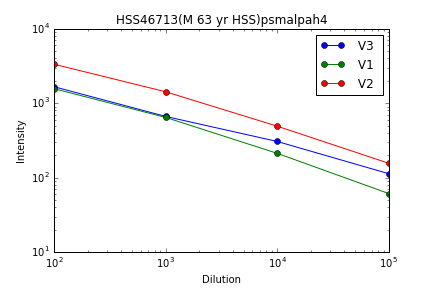 HSS46713(M 63 yr HSS)psmalpah4
10^4
10^3
10^2
10^1
Intensity
V3
V1
V2
10^2 10^3 10^4 10^5
Dilution